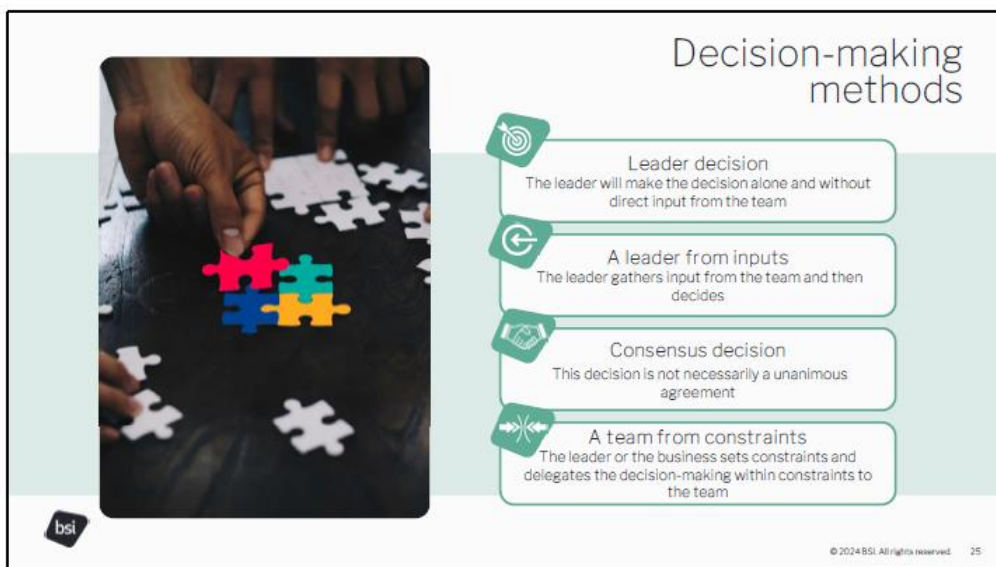 Decision-making
methods
Leader decision
The leader will make the decision alone and without
direct input from the team
A leader from inputs
The leader gathers input from the team and then
decides
Consensus decision
This decision is not necessarily a unanimous
agreement
A team from constraints
The leader or the business sets constraints and
delegates the decision-making within constraints to
the team
bsi
© 2024 BSI. All rights reserved. 25